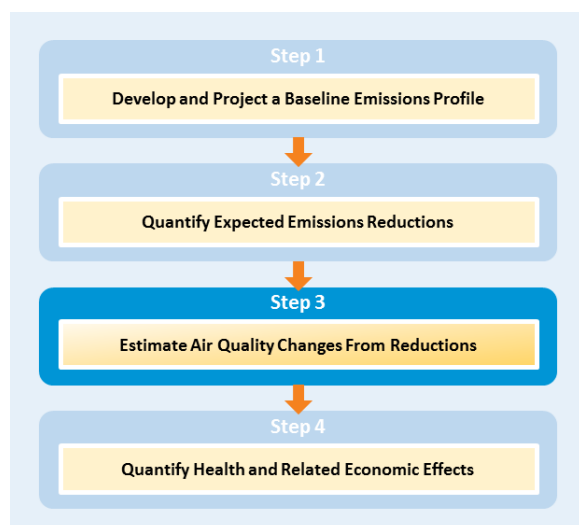 Step 1
Develop and Project a Baseline Emissions Profile
Step 2
Quantify Expected Emissions Reductions
Step 3
Estimate Air Quality Changes From Reductions
Step 4
Quantify Health and Related Economic Effects